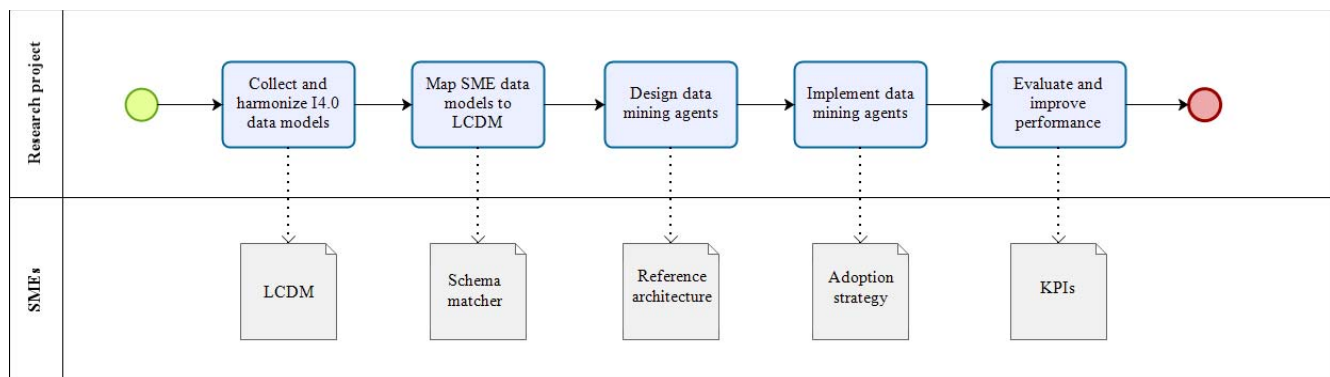 Research project
Collect and
harmonize I4.0
data models
Map SME data
models to
LCDM
Design data
mining agents
Implement data
mining agents
Evaluate and
improve
performance
SMEs
LCDM
Schema
matcher
Reference
architecture
Adoption
strategy
KPIs